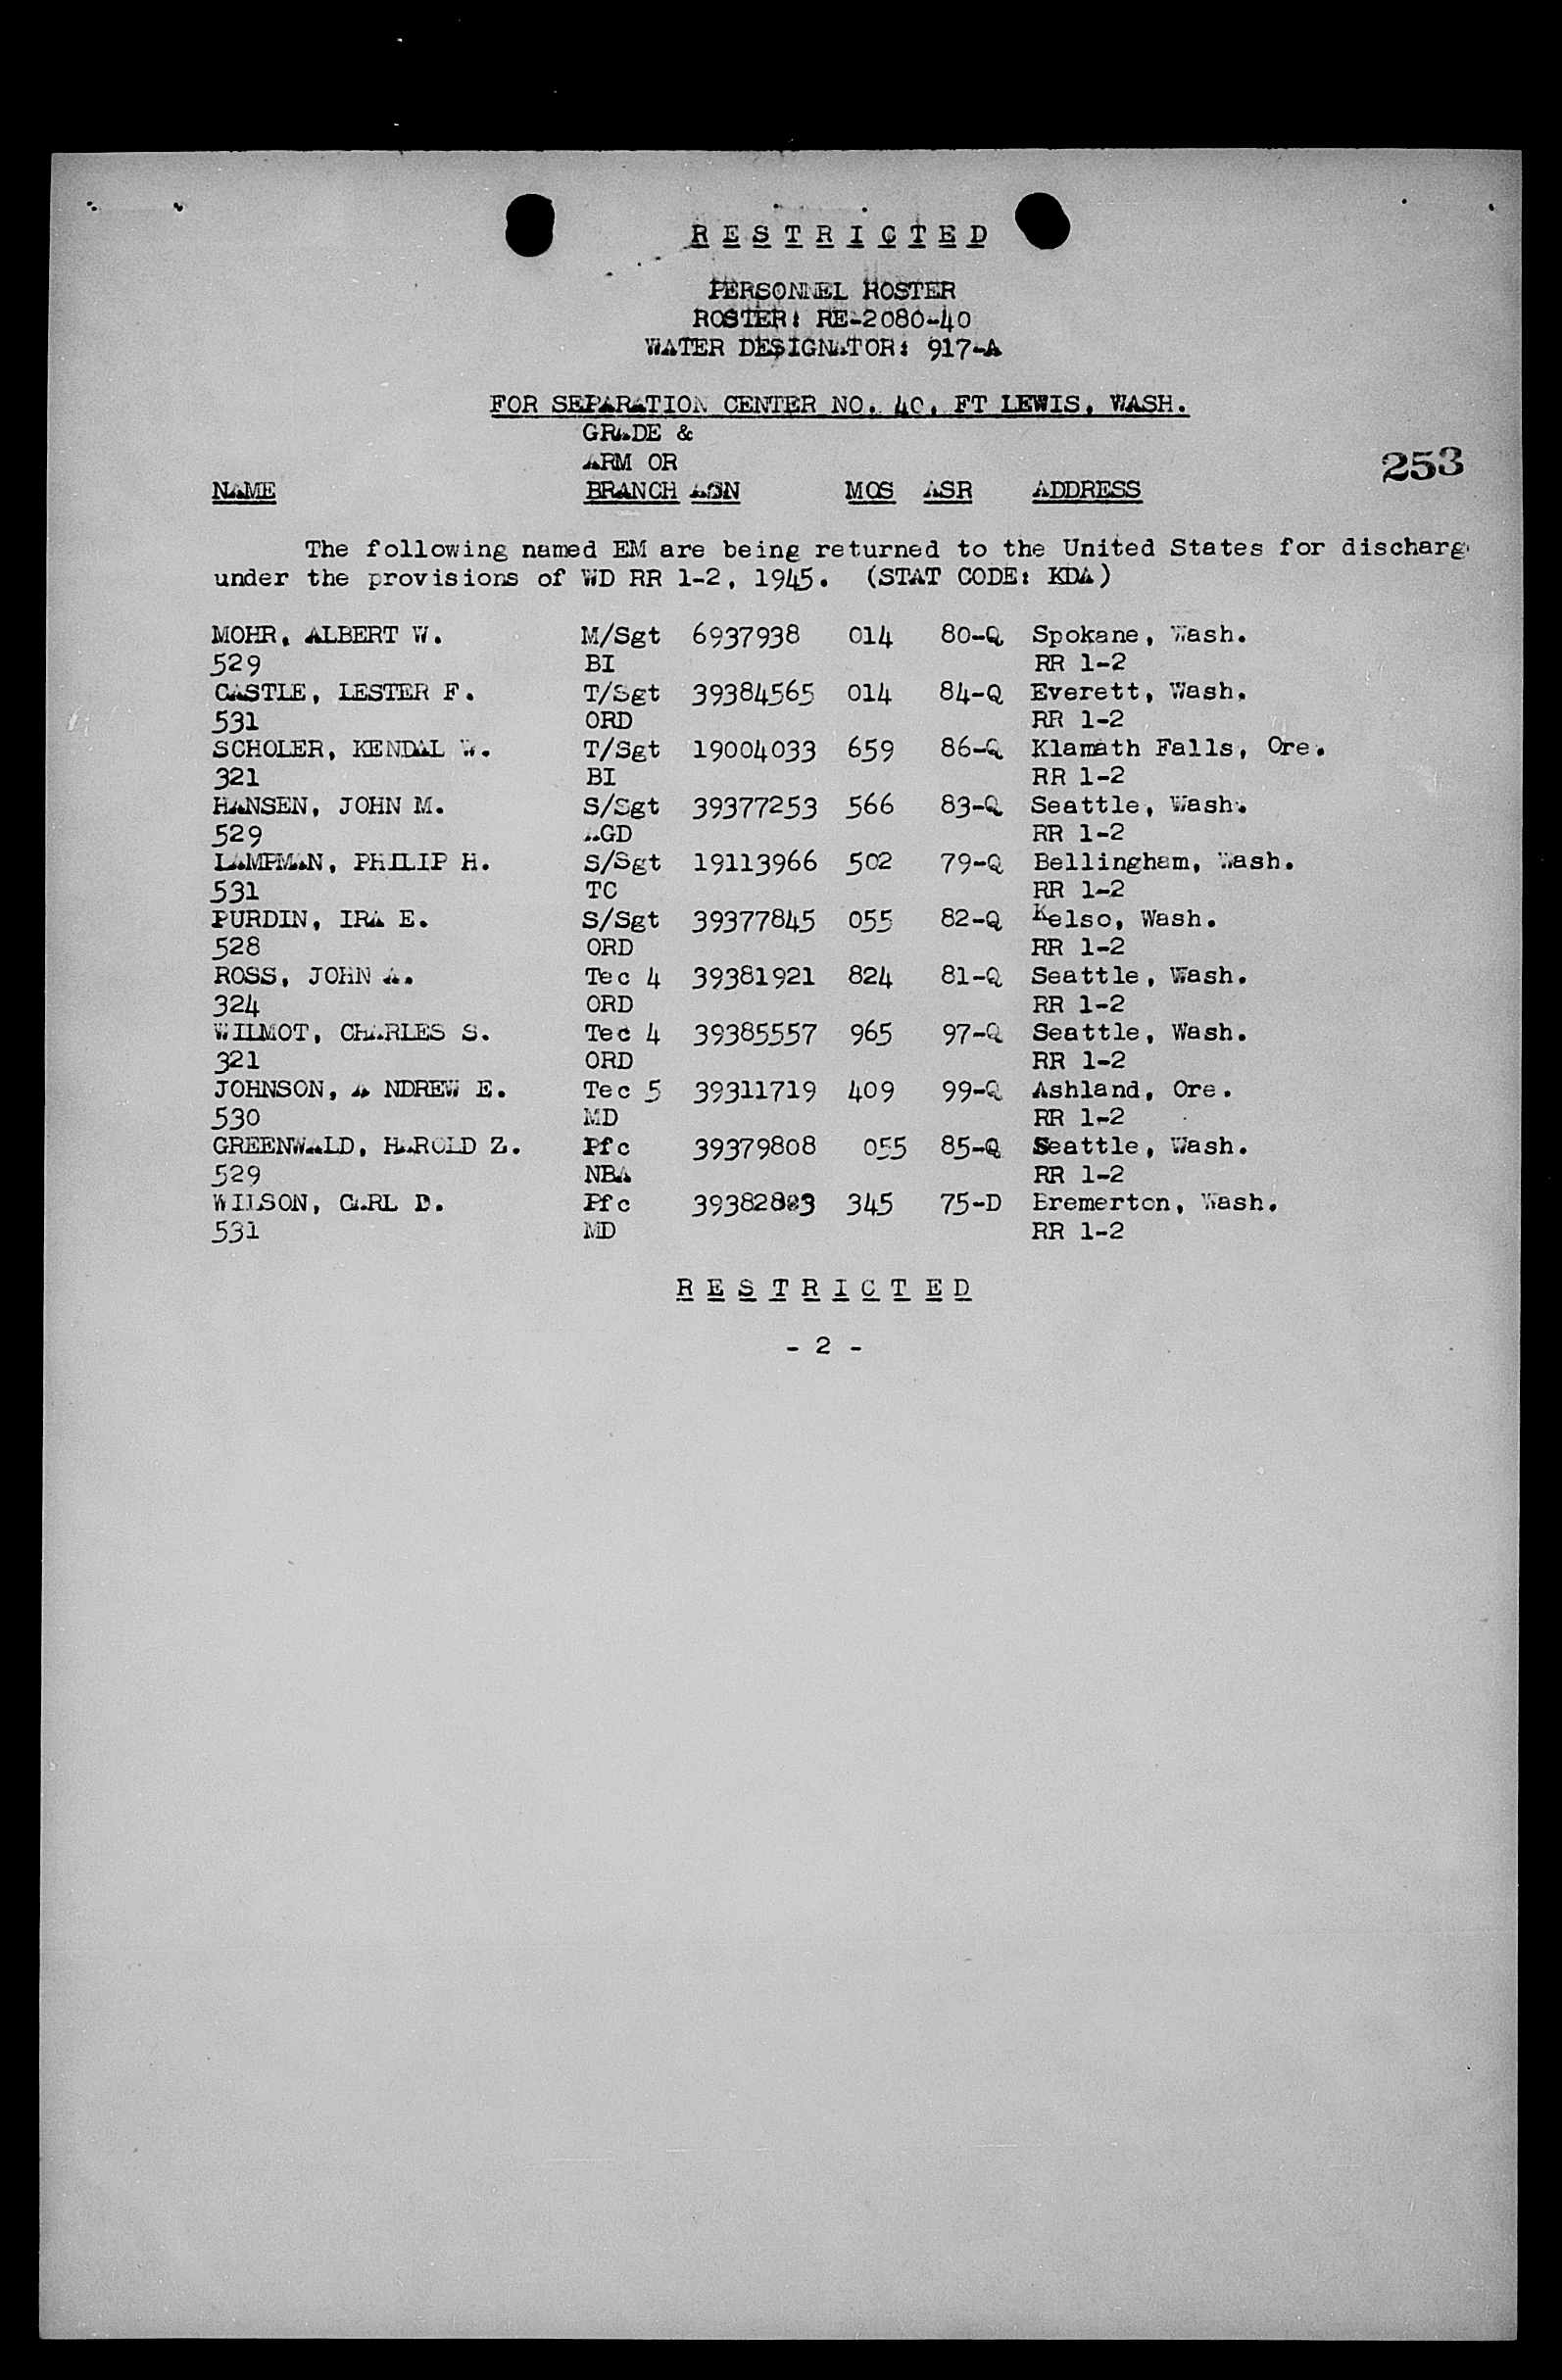 R E S T R I C T E D
PERSONNEL ROSTER
ROSTER: RE-2080-40
WATER DESIGNATOR: 917-A
FOR SEPARATION CENTER NO. 40, FT LEWIS, WASH.
GRADE &
ARM OR
253
NAME BRANCH ASN MOS ASR ADDRESS
The following named EM are being returned to the United States for discharg
under the provisions of WD RR 1-2, 1945. (STAT CODE: KDA)
MOHR, ALBERT W. M/Sgt 6937938 014 80-Q Spokane, Wash.
529 BI RR 1-2
CASTLE, LESTER F. T/Sgt 39384565 014 84-Q Everett, Wash.
531 ORD RR 1-2
SCHOLER, KENDAL W. T/Sgt 19004033 659 86-Q Klamath Falls, Ore.
321 BI RR 1-2
HANSEN, JOHN M. S/Sgt 39377253 566 83-Q Seattle, Wash.
529 AGD RR 1-2
LAMPMAN, PHILIP H. S/Sgt 19113966 502 79-Q Bellingham, Wash.
531 TC RR 1-2
PURDIN, IRA E. S/Sgt 39377845 055 82-Q Kelso, Wash.
528 ORD RR 1-2
ROSS, JOHN A. Tec 4 39381921 824 81-Q Seattle, Wash.
324 ORD RR 1-2
WILMOT, CHARLES S. Tec 4 39385557 965 97-Q Seattle, Wash.
321 ORD RR 1-2
JOHNSON, A NDREW E. Tec 5 39311719 409 99-Q Ashland, Ore.
530 MD RR 1-2
GREENWALD, HAROLD Z. Pfc 39379808 055 85-Q Seattle, Wash.
529 NBA RR 1-2
WILSON, CARL D. Pfc 345 75-D Bremerton, Wash.
531 MD RR 1-2
R E S T R I C T E D
- 2 -